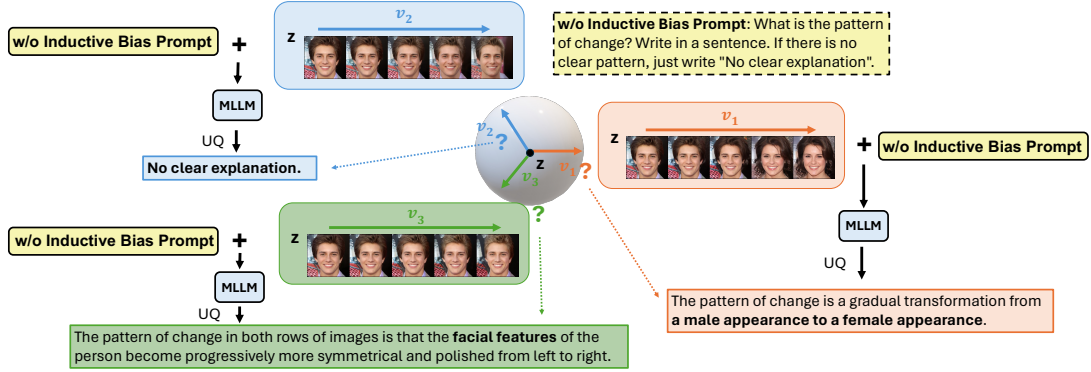 w/o Inductive Bias Prompt
+
MLLM
UQ
No clear explanation.
v₂
z
w/o Inductive Bias Prompt: What is the pattern
of change? Write in a sentence. If there is no
clear pattern, just write "No clear explanation".
v₂
?
z
v₁
?
v₃
?
v₁
z
+
w/o Inductive Bias Prompt
MLLM
UQ
The pattern of change is a gradual transformation from
a male appearance to a female appearance.
w/o Inductive Bias Prompt
+
v₃
z
MLLM
UQ
The pattern of change in both rows of images is that the facial features of the
person become progressively more symmetrical and polished from left to right.